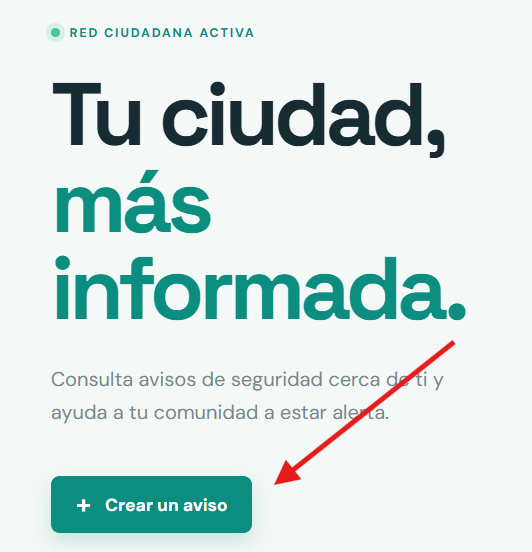 RED CIUDADANA ACTIVA
Tu ciudad,
más
informada.
Consulta avisos de seguridad cerca de ti y
ayuda a tu comunidad a estar alerta.
+ Crear un aviso